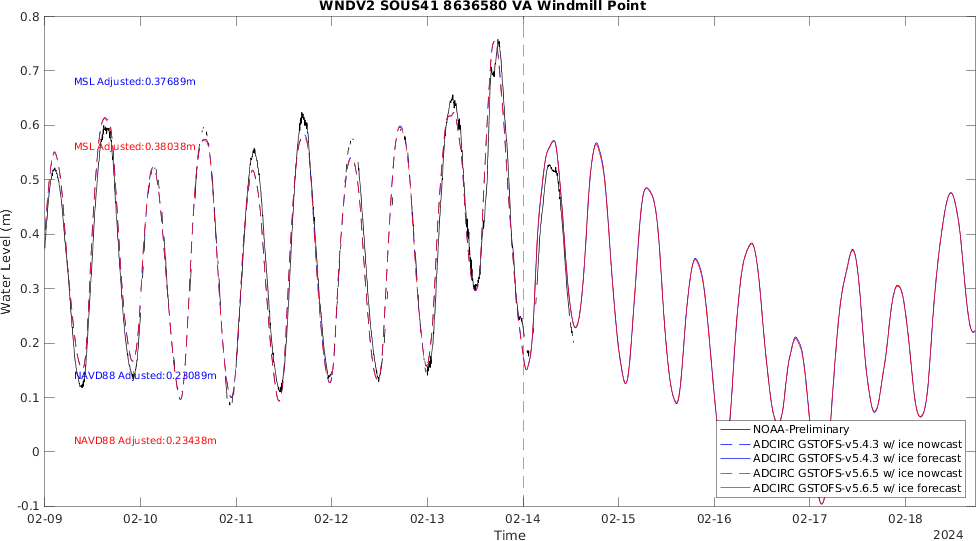 WNDV2 SOUS41 8636580 VA Windmill Point
0.8
0.7
0.6
0.5
0.4
0.3
0.2
0.1
0
-0.1
Water Level (m)
MSL Adjusted:0.37689m
MSL Adjusted:0.38038m
NAVD88 Adjusted:0.23089m
NAVD88 Adjusted:0.23438m
NOAA-Preliminary
ADCIRC GSTOFS-v5.4.3 w/ ice nowcast
ADCIRC GSTOFS-v5.4.3 w/ ice forecast
ADCIRC GSTOFS-v5.6.5 w/ ice nowcast
ADCIRC GSTOFS-v5.6.5 w/ ice forecast
02-09 02-10 02-11 02-12 02-13 02-14 02-15 02-16 02-17 02-18
Time
2024